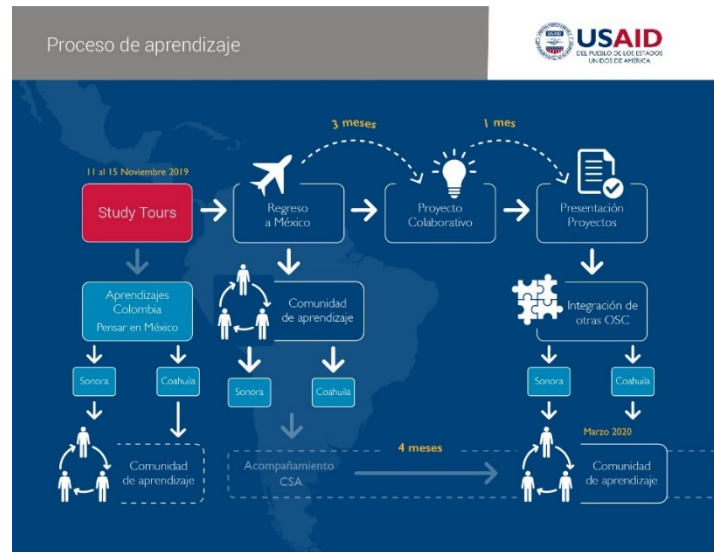 Proceso de aprendizaje
USAID
DEL PUEBLO DE LOS ESTADOS
UNIDOS DE AMÉRICA
3 meses
1 mes
11 al 15 Noviembre 2019
Study Tours
Regreso
a México
Proyecto
Colaborativo
Presentación
Proyectos
Aprendizajes
Colombia
Pensar en México
Comunidad
de aprendizaje
Integración de
otras OSC
Sonora
Coahuila
Sonora
Coahuila
Sonora
Coahuila
Comunidad
de aprendizaje
Acompañamiento
CSA
4 meses
Marzo 2020
Comunidad
de aprendizaje